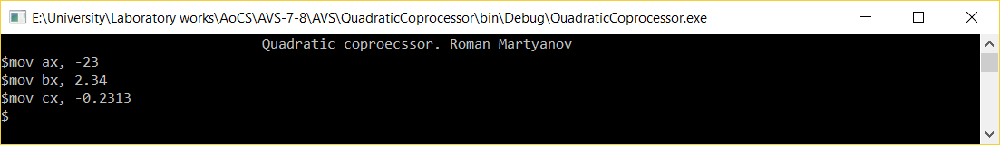 E:\University\Laboratory works\AoCS\AVS-7-8\AVS\QuadraticCoprocessor\bin\Debug\QuadraticCoprocessor.exe
Quadratic coproecssor. Roman Martyanov
$mov ax, -23
$mov bx, 2.34
$mov cx, -0.2313
$